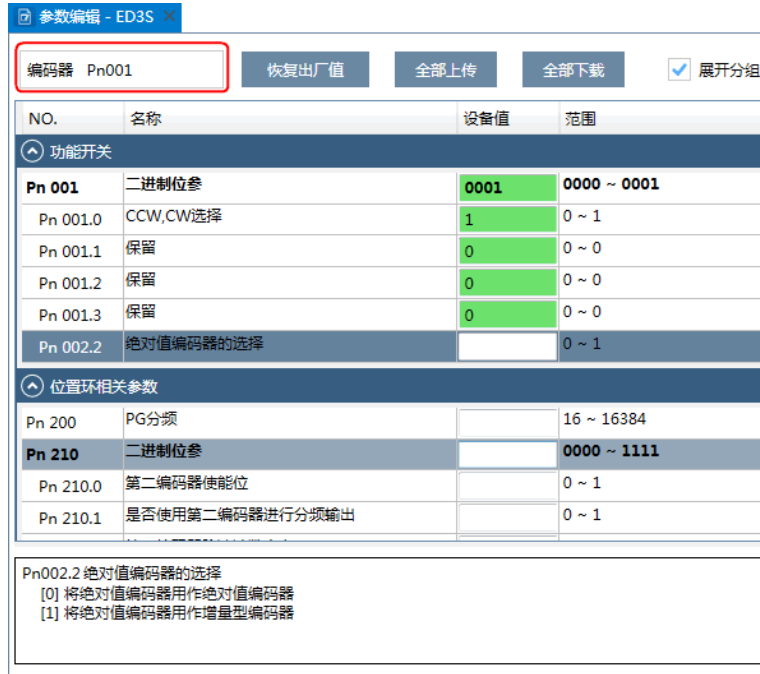 参数编辑 - ED3S ×
编码器 Pn001 恢复出厂值 全部上传 全部下载 展开分组
NO. 名称 设备值 范围
功能开关
Pn 001 二进制位参 0001 0000 ~ 0001
Pn 001.0 CCW,CW选择 1 0 ~ 1
Pn 001.1 保留 0 0 ~ 0
Pn 001.2 保留 0 0 ~ 0
Pn 001.3 保留 0 0 ~ 0
Pn 002.2 绝对值编码器的选择 0 ~ 1
位置环相关参数
Pn 200 PG分频 16 ~ 16384
Pn 210 二进制位参 0000 ~ 1111
Pn 210.0 第二编码器使能位 0 ~ 1
Pn 210.1 是否使用第二编码器进行分频输出 0 ~ 1
Pn002.2 绝对值编码器的选择
[0] 将绝对值编码器用作绝对值编码器
[1] 将绝对值编码器用作增量型编码器